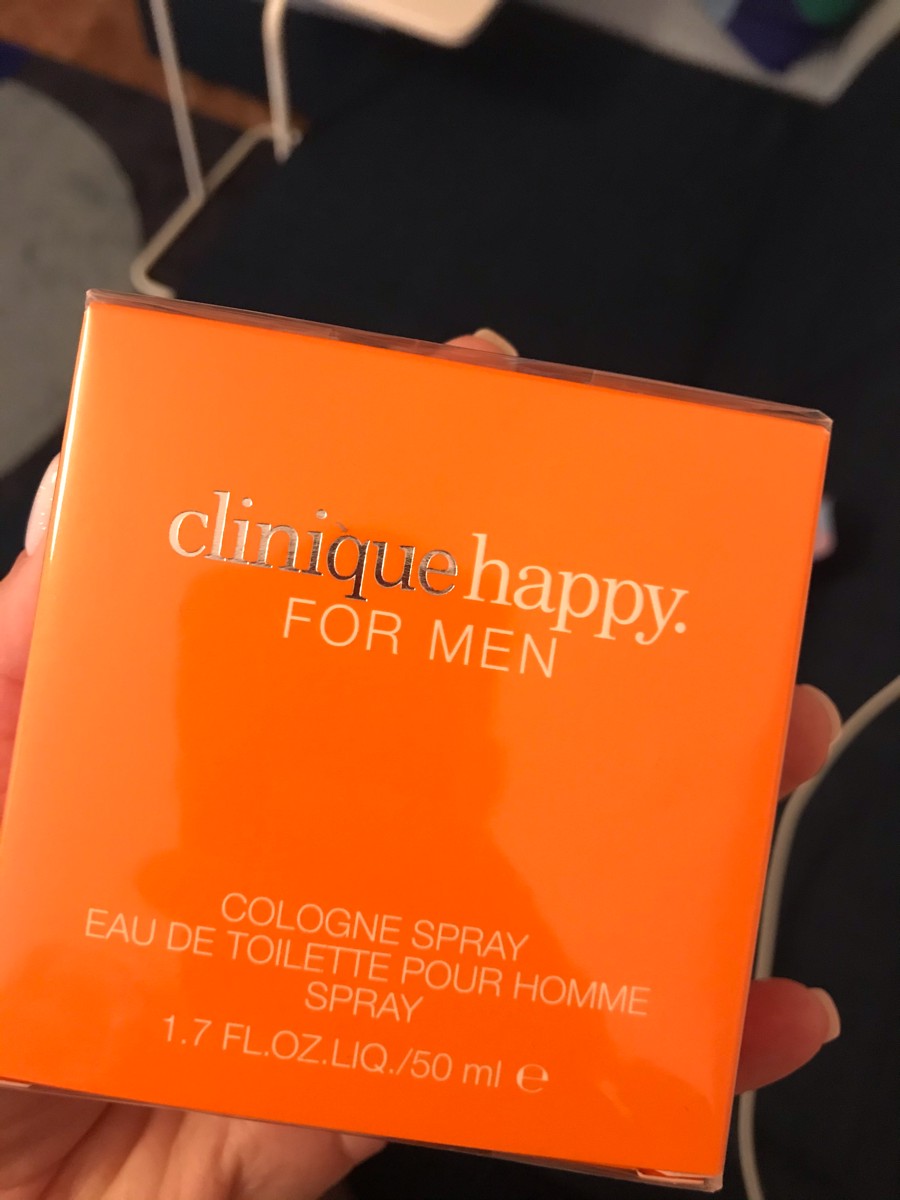 clinique happy.
FOR MEN
COLOGNE SPRAY
EAU DE TOILETTE POUR HOMME
SPRAY
1.7 FL.OZ.LIQ./50 ml ℮